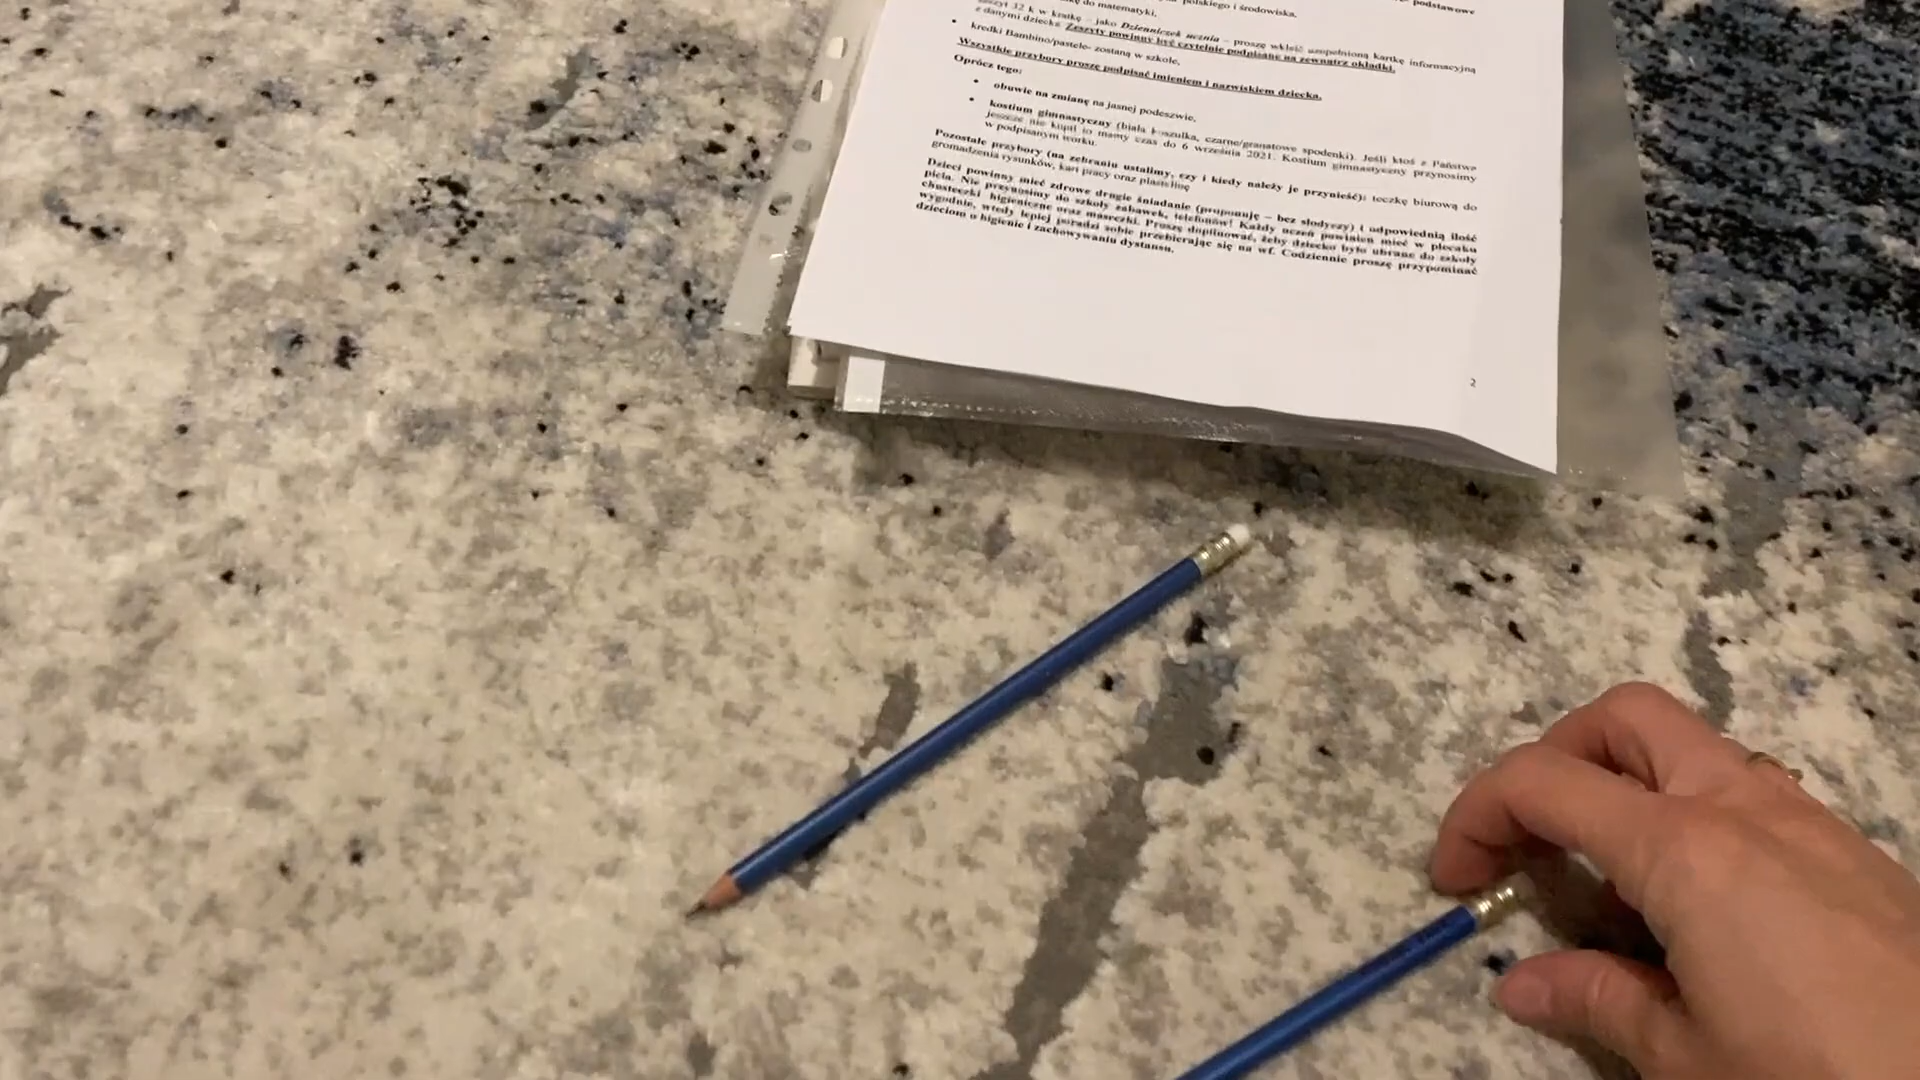 podstawowe
polskiego i środowiska,
do matematyki,
zeszyt 32 k w kratkę – jako Dzienniczek ucznia – proszę wkleić uzupełnioną kartkę informacyjną
z danymi dziecka. Zeszyty powinny być czytelnie podpisane na zewnątrz okładki.
kredki Bambino/pastele- zostaną w szkole,
Wszystkie przybory proszę podpisać imieniem i nazwiskiem dziecka.
Oprócz tego:
obuwie na zmianę na jasnej podeszwie,
kostium gimnastyczny (biała koszulka, czarne/granatowe spodenki). Jeśli ktoś z Państwa
jeszcze nie kupił to mamy czas do 6 września 2021. Kostium gimnastyczny przynosimy
w podpisanym worku.
Pozostałe przybory (na zebraniu ustalimy, czy i kiedy należy je przynieść): teczkę biurową do
gromadzenia rysunków, kart pracy oraz plastelinę
Dzieci powinny mieć zdrowe drugie śniadanie (proponuję – bez słodyczy) i odpowiednią ilość
picia. Nie przynosimy do szkoły zabawek, telefonów! Każdy uczeń powinien mieć w plecaku
chusteczki higieniczne oraz maseczki. Proszę dopilnować, żeby dziecko było ubrane do szkoły
wygodnie, wtedy lepiej poradzi sobie przebierając się na wf. Codziennie proszę przypominać
dzieciom o higienie i zachowywaniu dystansu.
2